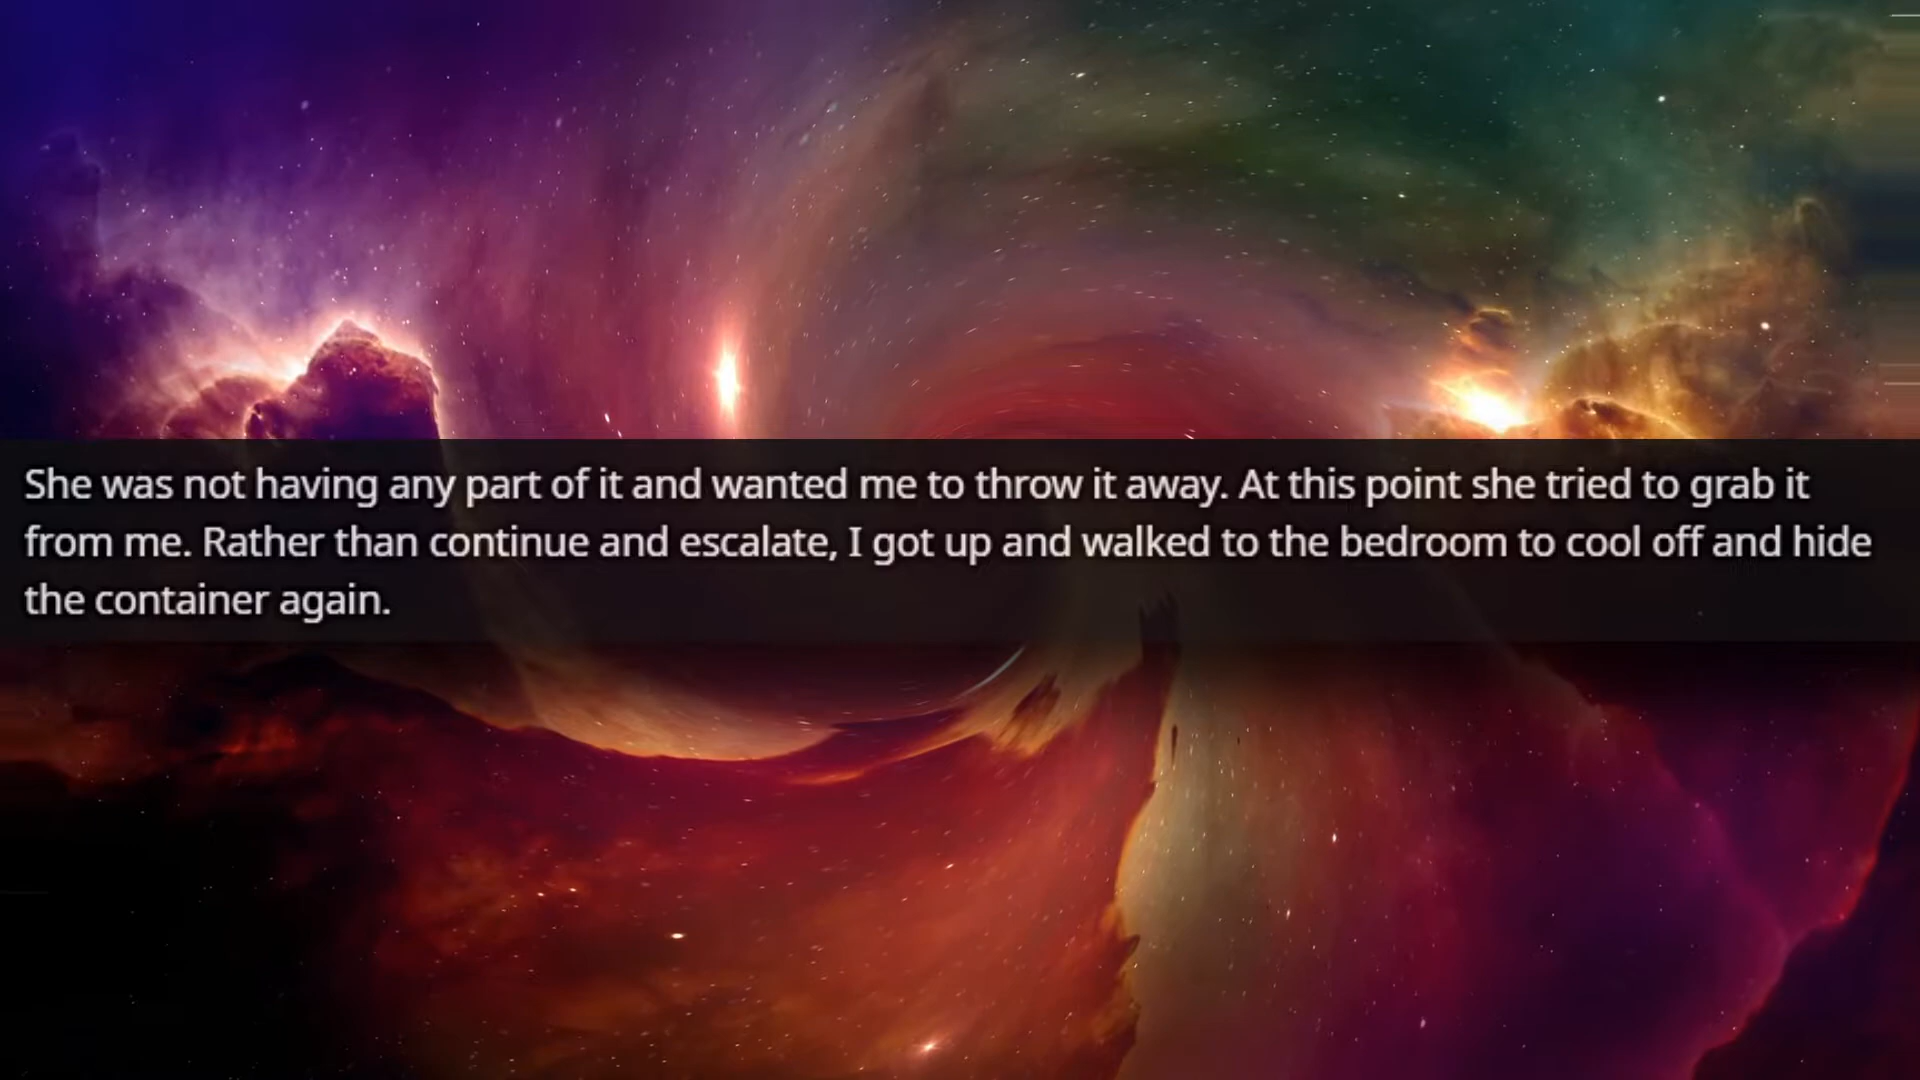 She was not having any part of it and wanted me to throw it away. At this point she tried to grab it
from me. Rather than continue and escalate, I got up and walked to the bedroom to cool off and hide
the container again.